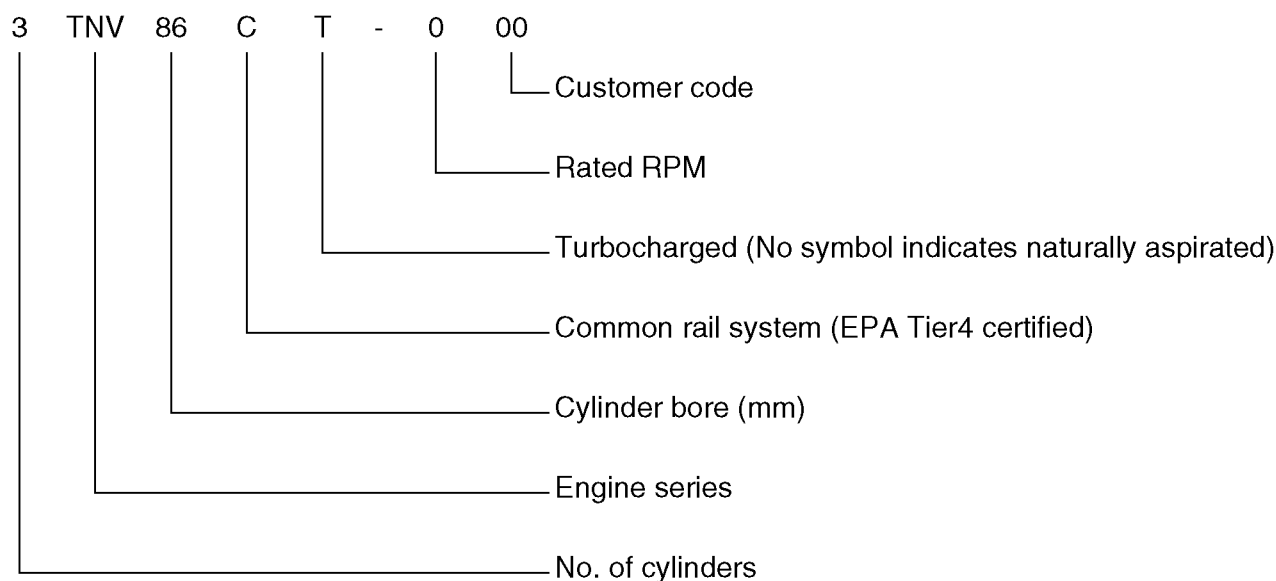 3 TNV 86 C T - 0 00
Customer code
Rated RPM
Turbocharged (No symbol indicates naturally aspirated)
Common rail system (EPA Tier4 certified)
Cylinder bore (mm)
Engine series
No. of cylinders